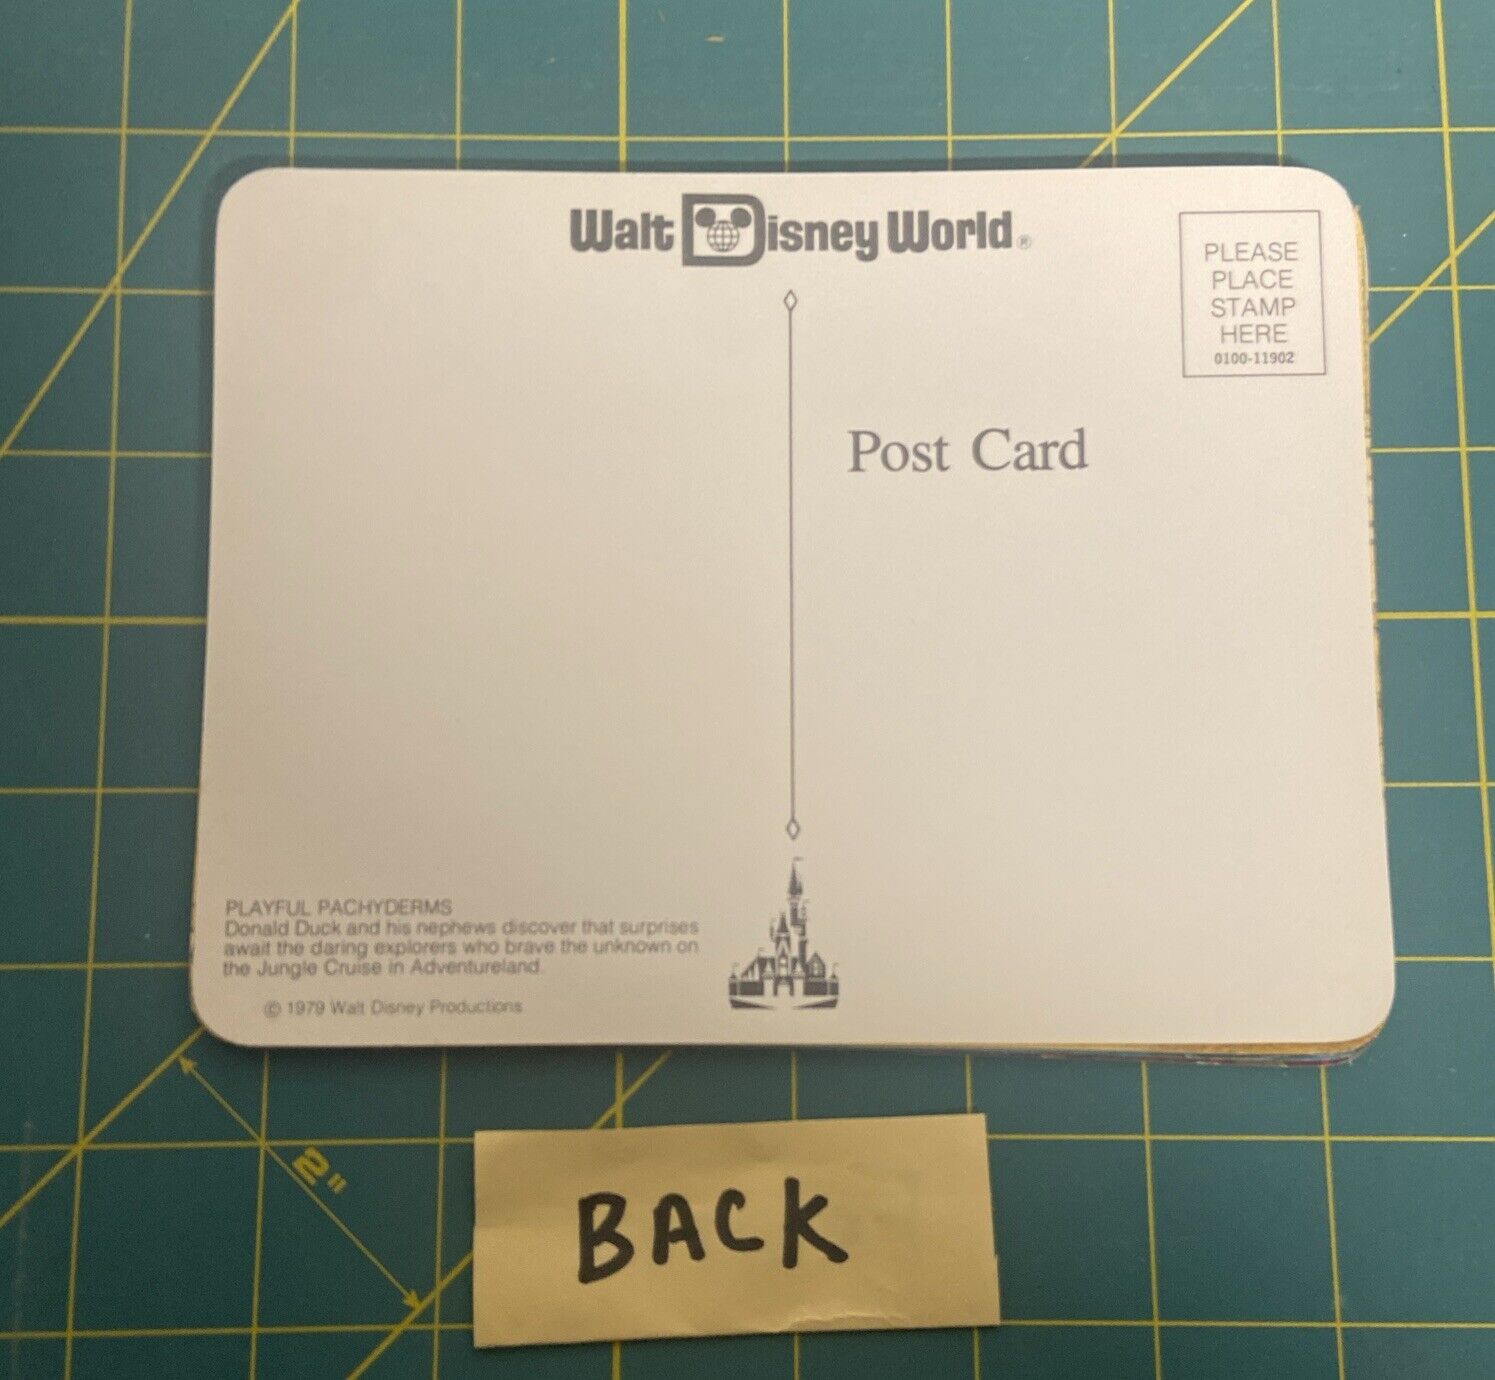 Walt Disney World®
PLEASE
PLACE
STAMP
HERE
0100-11902
Post Card
PLAYFUL PACHYDERMS
Donald Duck and his nephews discover that surprises
await the daring explorers who brave the unknown on
the Jungle Cruise in Adventureland.
© 1979 Walt Disney Productions
2"
BACK